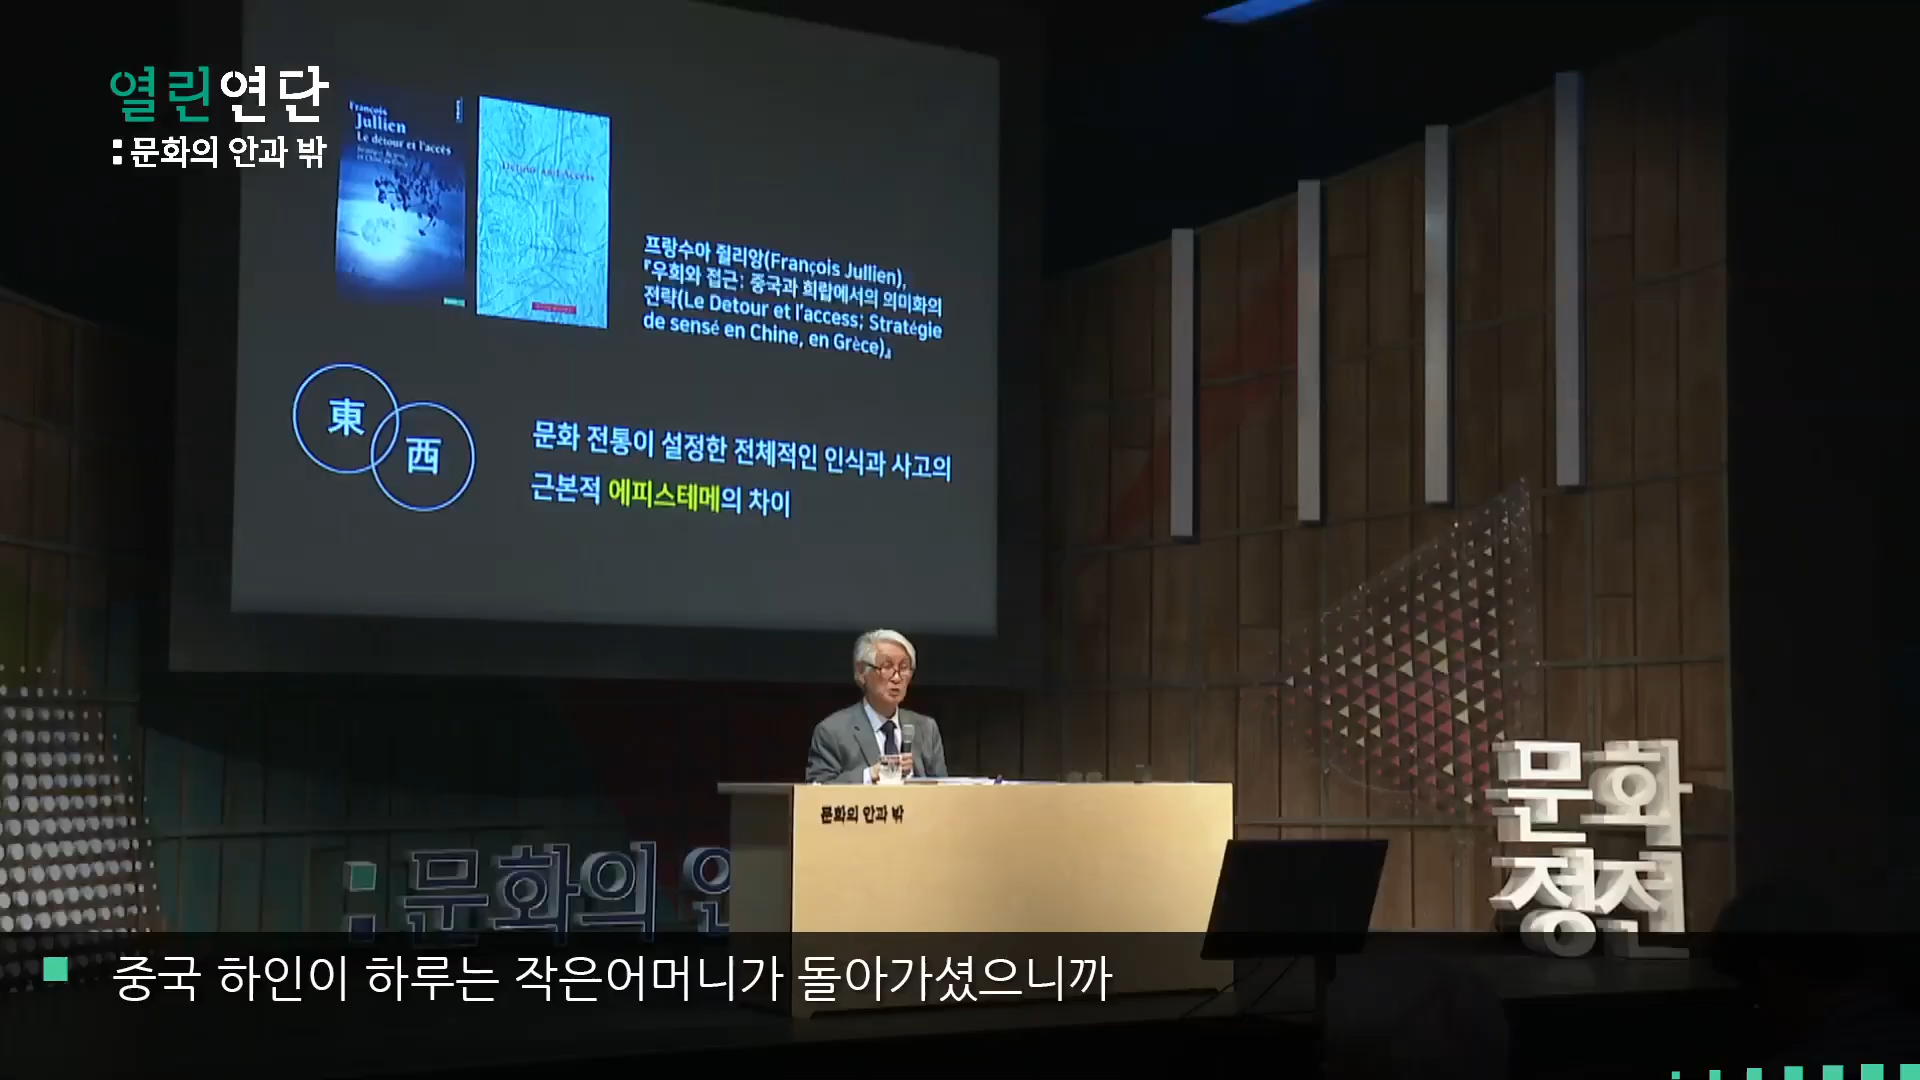 열린연단
:문화의 안과 밖
François
Jullien
Le détour et l'accès
Detour and Access
프랑수아 줠리앙(François Jullien),
『우회와 접근: 중국과 희랍에서의 의미화의
전략(Le Detour et l'access; Stratégie
de sensé en Chine, en Grèce)』
東
西
문화 전통이 설정한 전체적인 인식과 사고의
근본적 에피스테메의 차이
문화의 안과 밖
:문화의 안
문화
정전
중국 하인이 하루는 작은어머니가 돌아가셨으니까